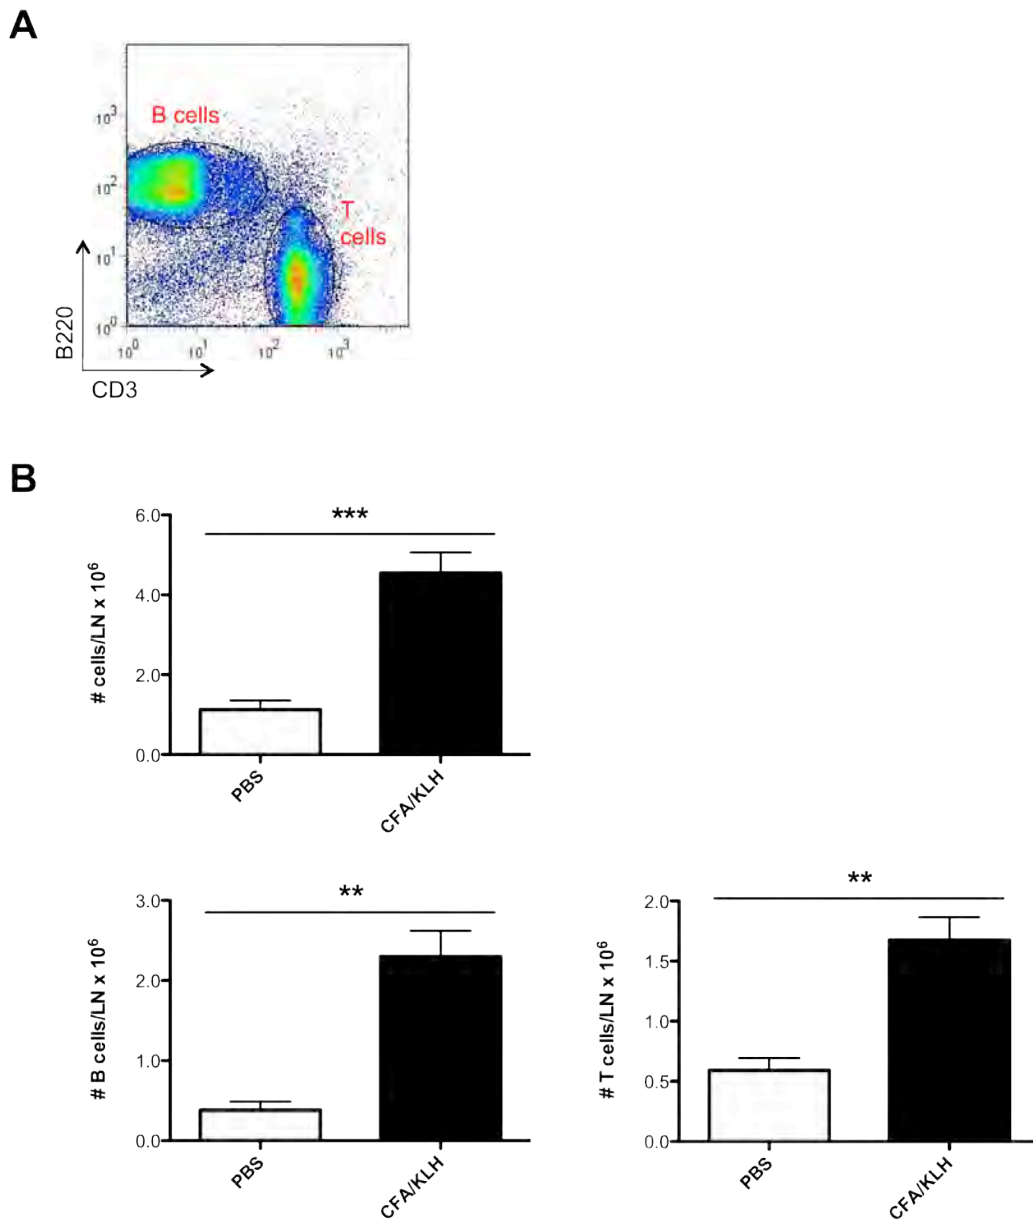 A
B cells
T
cells
10³
10²
10¹
10⁰
10⁰ 10¹ 10² 10³
B220
CD3
B
***
6.0
4.0
2.0
0.0
# cells/LN x 10⁶
PBS
CFA/KLH
**
3.0
2.0
1.0
0.0
# B cells/LN x 10⁶
PBS
CFA/KLH
**
2.0
1.5
1.0
0.5
0.0
# T cells/LN x 10⁶
PBS
CFA/KLH